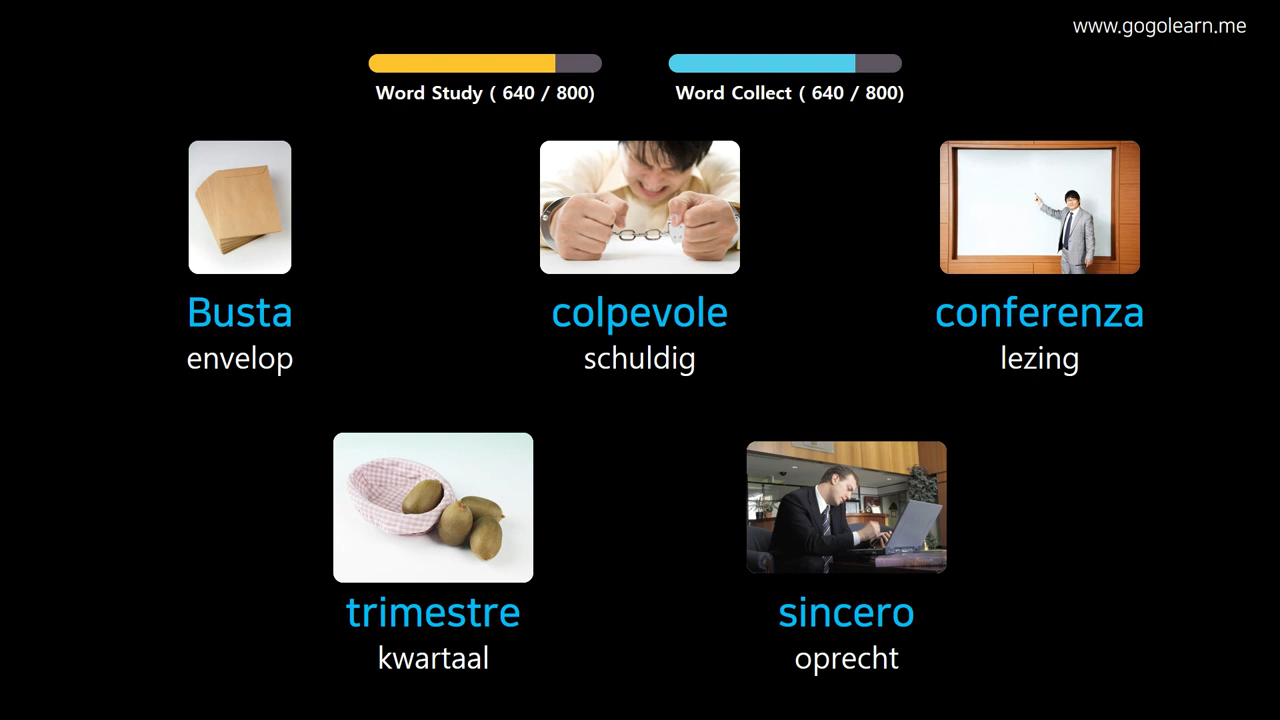 www.gogolearn.me
Word Study ( 640 / 800)
Word Collect ( 640 / 800)
Busta
envelop
colpevole
schuldig
conferenza
lezing
trimestre
kwartaal
sincero
oprecht